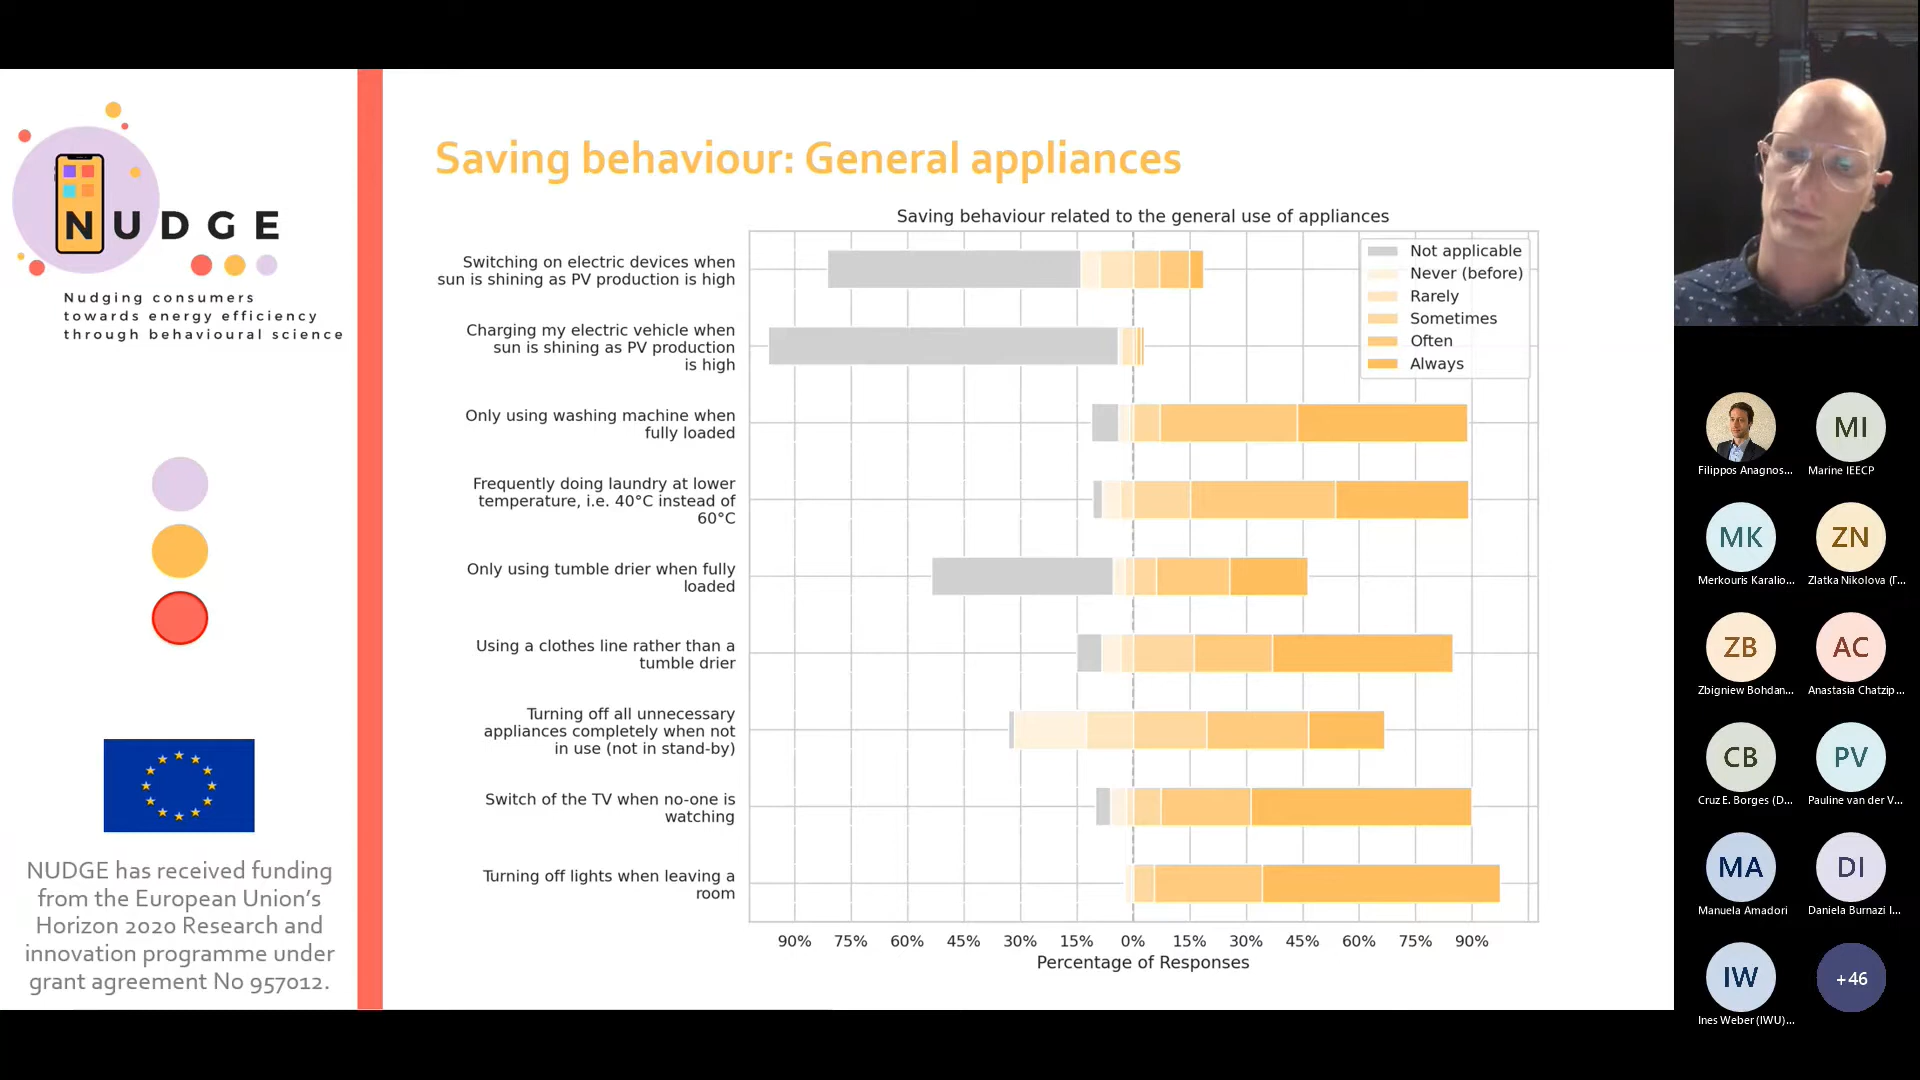 NUDGE
Nudging consumers
towards energy efficiency
through behavioural science
NUDGE has received funding
from the European Union's
Horizon 2020 Research and
innovation programme under
grant agreement No 957012.
Saving behaviour: General appliances
Saving behaviour related to the general use of appliances
Switching on electric devices when
sun is shining as PV production is high
Charging my electric vehicle when
sun is shining as PV production
is high
Only using washing machine when
fully loaded
Frequently doing laundry at lower
temperature, i.e. 40°C instead of
60°C
Only using tumble drier when fully
loaded
Using a clothes line rather than a
tumble drier
Turning off all unnecessary
appliances completely when not
in use (not in stand-by)
Switch of the TV when no-one is
watching
Turning off lights when leaving a
room
Not applicable
Never (before)
Rarely
Sometimes
Often
Always
90% 75% 60% 45% 30% 15% 0% 15% 30% 45% 60% 75% 90%
Percentage of Responses
Filippos Anagnos...
MI
Marine IEECP
MK
Merkouris Karalio...
ZN
Zlatka Nikolova (Г...
ZB
Zbigniew Bohdan...
AC
Anastasia Chatzip...
CB
Cruz E. Borges (D...
PV
Pauline van der V...
MA
Manuela Amadori
DI
Daniela Burnazi I...
IW
Ines Weber (IWU)...
+46